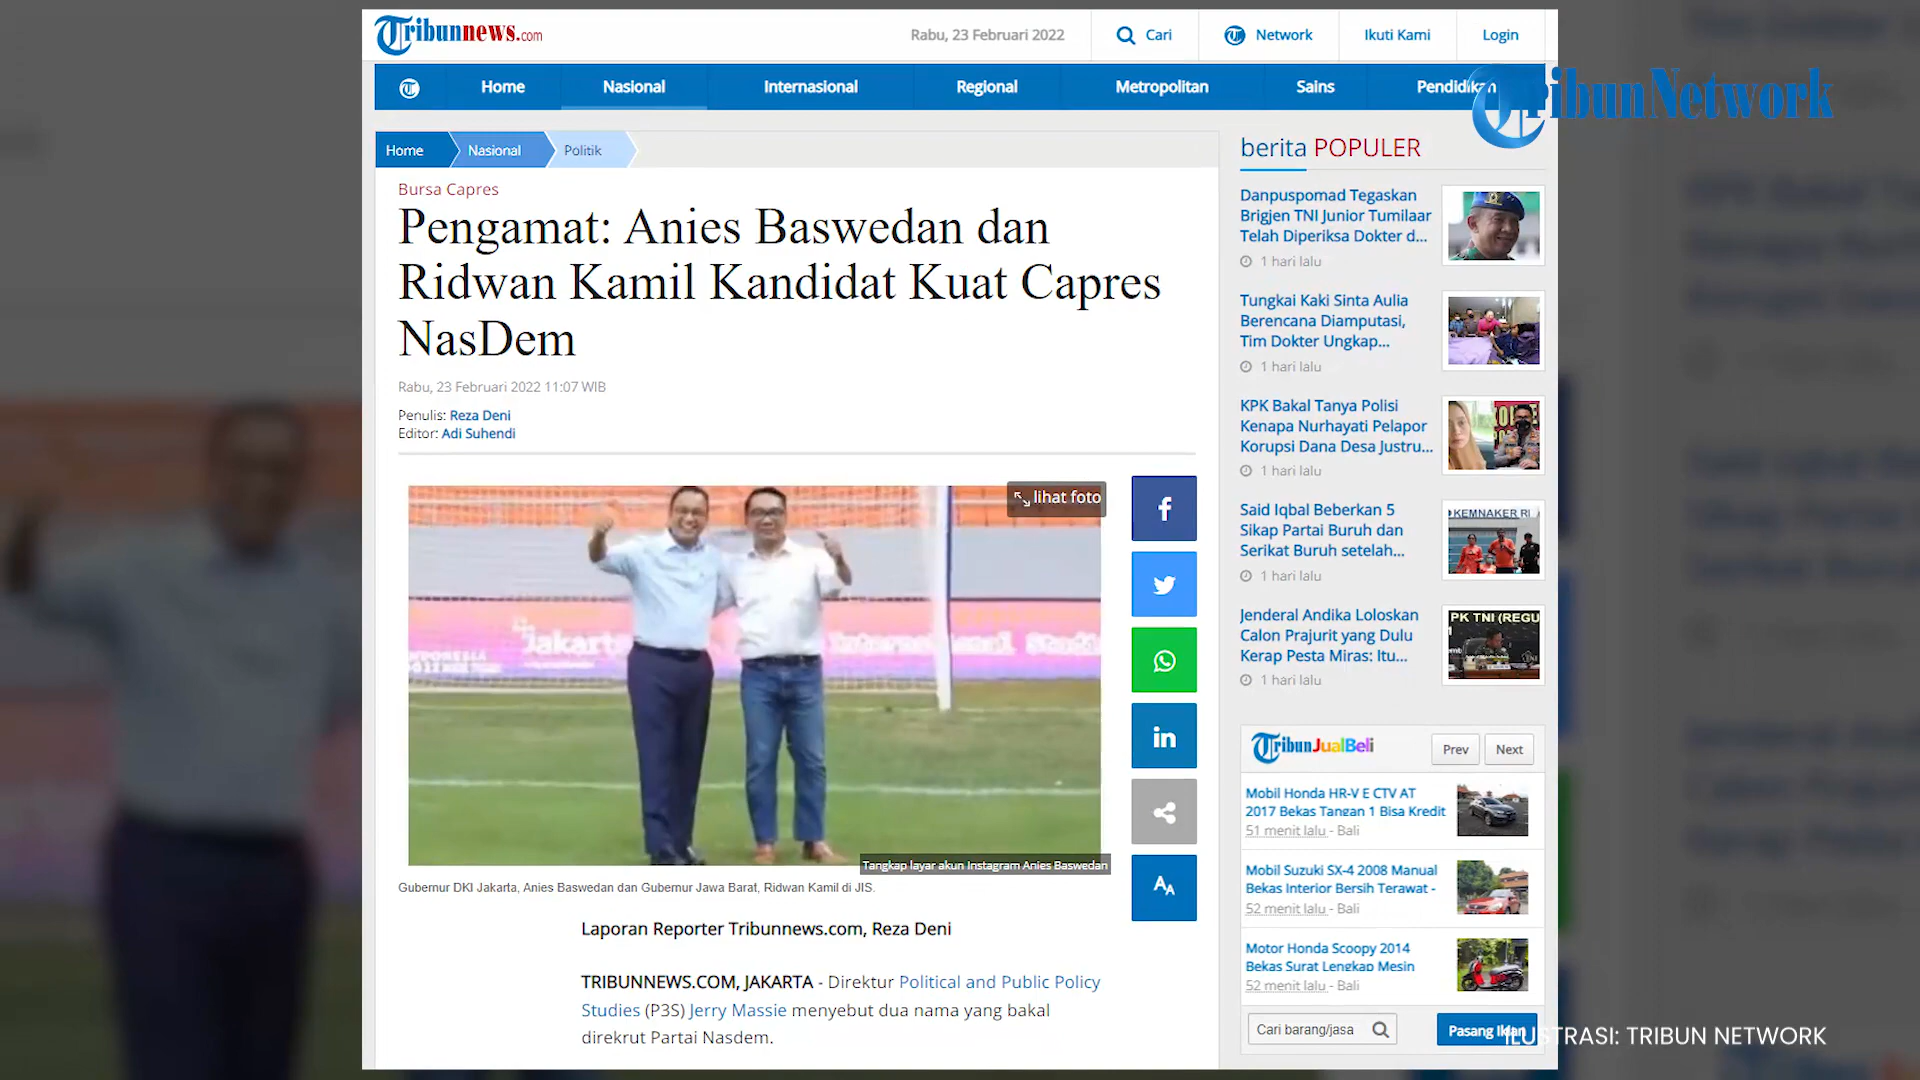 Tribunnews.com
Rabu, 23 Februari 2022
Cari
Network
Ikuti Kami
Login
Home
Nasional
Internasional
Regional
Metropolitan
Sains
Pendidikan
TribunNetwork
Home
Nasional
Politik
Bursa Capres
Pengamat: Anies Baswedan dan
Ridwan Kamil Kandidat Kuat Capres
NasDem
Rabu, 23 Februari 2022 11:07 WIB
Penulis: Reza Deni
Editor: Adi Suhendi
lihat foto
Jakarta
Tangkap layar akun Instagram Anies Baswedan
Gubernur DKI Jakarta, Anies Baswedan dan Gubernur Jawa Barat, Ridwan Kamil di JIS.
Laporan Reporter Tribunnews.com, Reza Deni
TRIBUNNEWS.COM, JAKARTA - Direktur Political and Public Policy
Studies (P3S) Jerry Massie menyebut dua nama yang bakal
direkrut Partai Nasdem.
berita POPULER
Danpuspomad Tegaskan
Brigjen TNI Junior Tumilaar
Telah Diperiksa Dokter d...
1 hari lalu
Tungkai Kaki Sinta Aulia
Berencana Diamputasi,
Tim Dokter Ungkap...
1 hari lalu
KPK Bakal Tanya Polisi
Kenapa Nurhayati Pelapor
Korupsi Dana Desa Justru...
1 hari lalu
Said Iqbal Beberkan 5
Sikap Partai Buruh dan
Serikat Buruh setelah...
1 hari lalu
KEMNAKER RI
Jenderal Andika Loloskan
Calon Prajurit yang Dulu
Kerap Pesta Miras: Itu...
1 hari lalu
PK TNI (REGU
TribunJualBeli
Prev
Next
Mobil Honda HR-V E CTV AT
2017 Bekas Tangan 1 Bisa Kredit
51 menit lalu - Bali
Mobil Suzuki SX-4 2008 Manual
Bekas Interior Bersih Terawat -
52 menit lalu - Bali
Motor Honda Scoopy 2014
Bekas Surat Lengkap Mesin
52 menit lalu - Bali
Cari barang/jasa
Pasang Iklan
ILUSTRASI: TRIBUN NETWORK